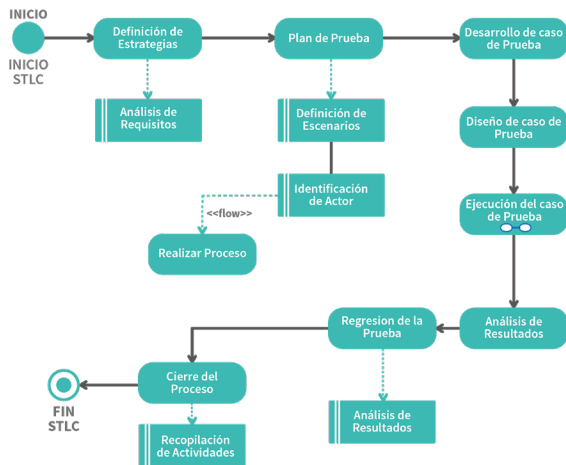 INICIO
INICIO
STLC
Definición de
Estrategias
Plan de Prueba
Desarrollo de caso
de Prueba
Análisis de
Requisitos
Definición de
Escenarios
Diseño de caso de
Prueba
Identificación
de Actor
<<flow>>
Realizar Proceso
Ejecución del caso
de Prueba
Regresion de la
Prueba
Análisis de
Resultados
Cierre del
Proceso
FIN
STLC
Análisis de
Resultados
Recopilación
de Actividades